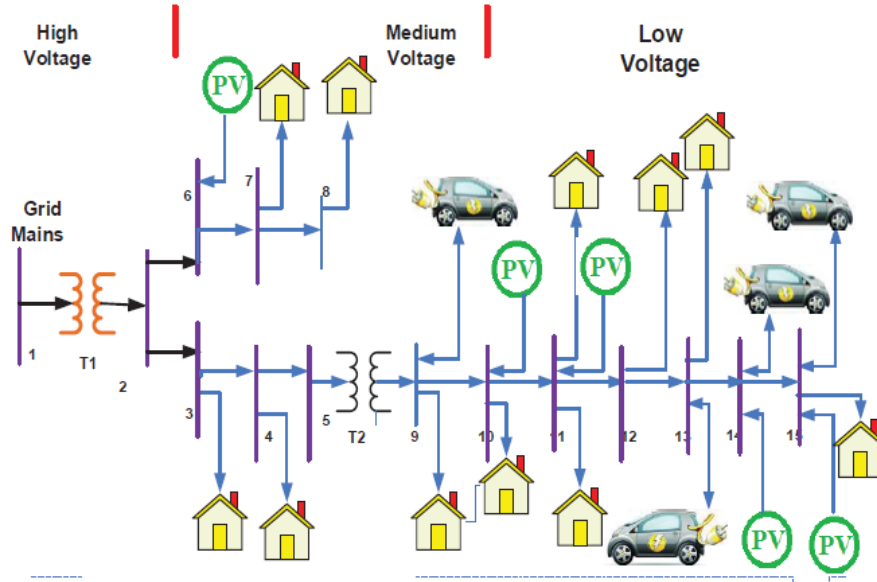 High
Voltage
Medium
Voltage
Low
Voltage
PV
6
7
8
Grid
Mains
PV
PV
1
T1
2
3
4
5
T2
9
10
11
12
13
14
15
PV
PV